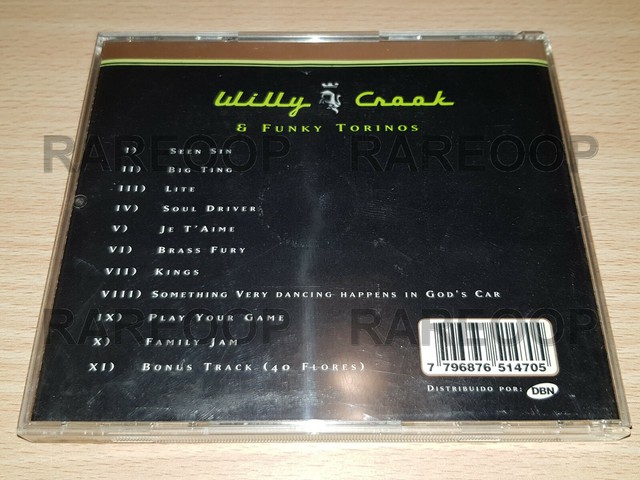 Willy Crook
& Funky Torinos
I) Seen Sin
II) Big Ting
III) Lite
IV) Soul Driver
V) Je T'Aime
VI) Brass Fury
VII) Kings
VIII) Something Very dancing happens in God's Car
IX) Play Your Game
X) Family Jam
XI) Bonus Track (40 Flores)
7 796876 514705
Distribuido por: DBN
RAREOOP RAREOOP
RAREOOP RAREOOP